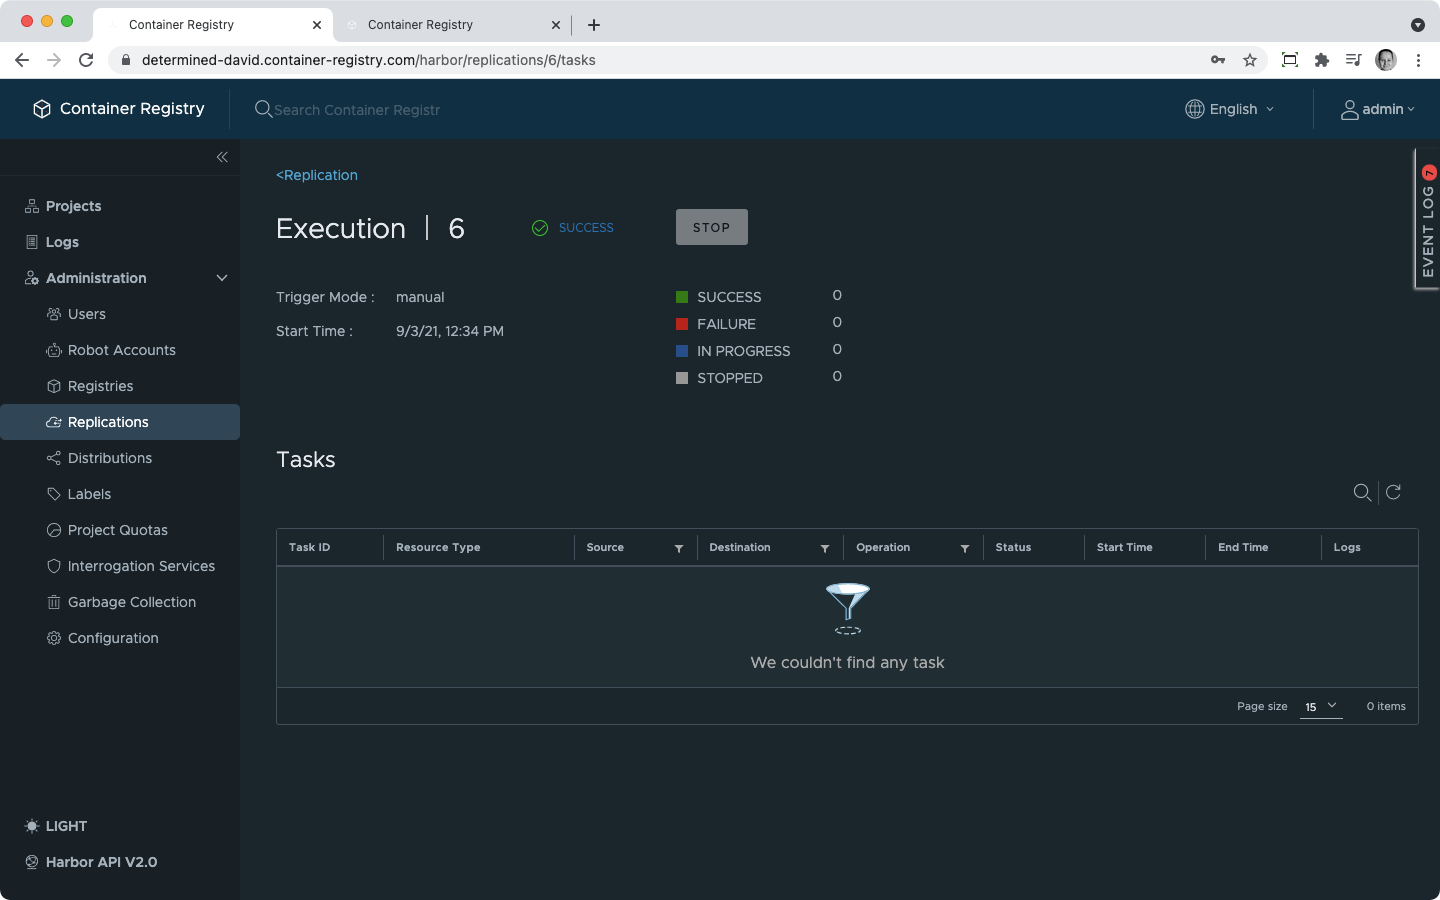 Container Registry
Container Registry
determined-david.container-registry.com/harbor/replications/6/tasks
Container Registry
Search Container Registr
English
admin
Projects
Logs
Administration
Users
Robot Accounts
Registries
Replications
Distributions
Labels
Project Quotas
Interrogation Services
Garbage Collection
Configuration
LIGHT
Harbor API V2.0
<Replication
Execution | 6
SUCCESS
STOP
Trigger Mode : manual
Start Time : 9/3/21, 12:34 PM
SUCCESS 0
FAILURE 0
IN PROGRESS 0
STOPPED 0
Tasks
Task ID Resource Type Source Destination Operation Status Start Time End Time Logs
We couldn't find any task
Page size 15 0 items
EVENT LOG 7